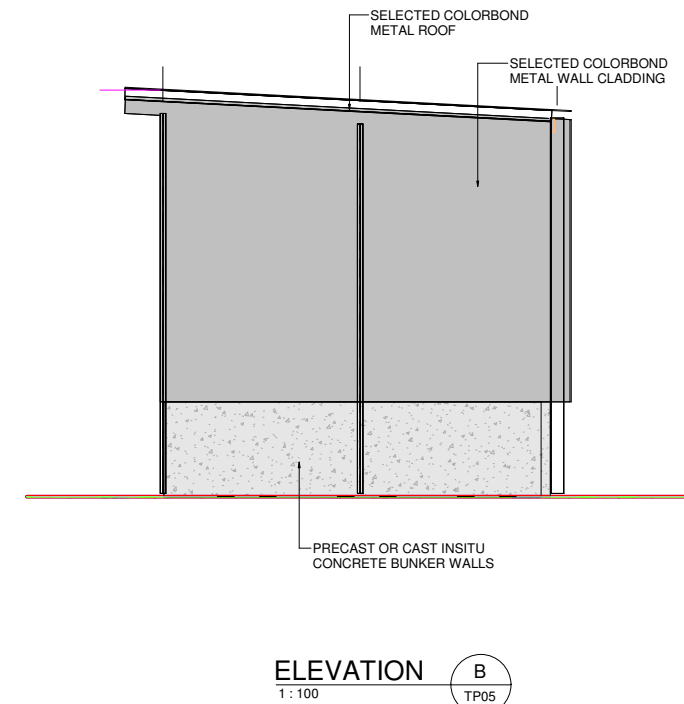 SELECTED COLORBOND
METAL ROOF
SELECTED COLORBOND
METAL WALL CLADDING
PRECAST OR CAST INSITU
CONCRETE BUNKER WALLS
ELEVATION
1 : 100
B
TP05